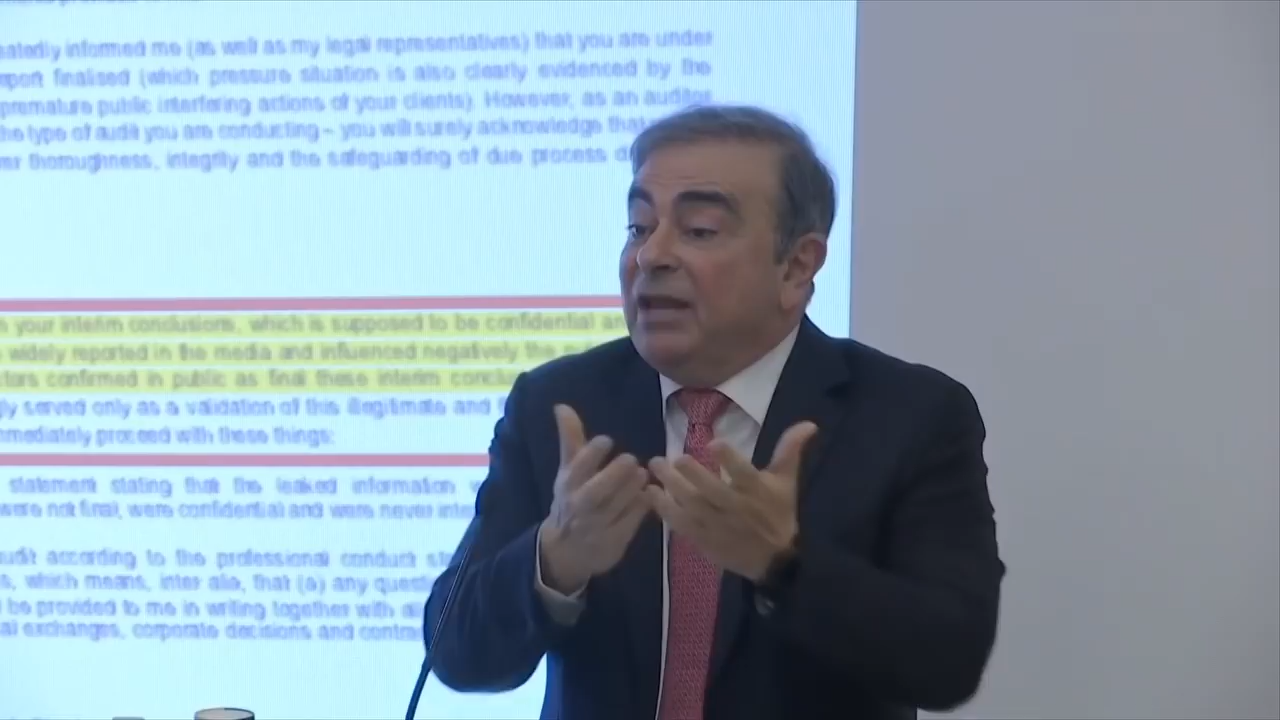 eatedly informed me (as well as my legal representatives) that you are under
port finalised (which pressure situation is also clearly evidenced by the
premature public interfering actions of your clients). However, as an auditor
the type of audit you are conducting – you will surely acknowledge that
er thoroughness, integrity and the safeguarding of due process
your interim conclusions, which is supposed to be confidential
widely reported in the media and influenced negatively the
tors confirmed in public as final these interim
gly served only as a validation of this illegitimate and
mmediately proceed with these things:
statement stating that the leaked information
were not final, were confidential and were never
udit according to the professional conduct
s, which means, inter alia, that (a) any
be provided to me in writing together with
al exchanges, corporate decisions and